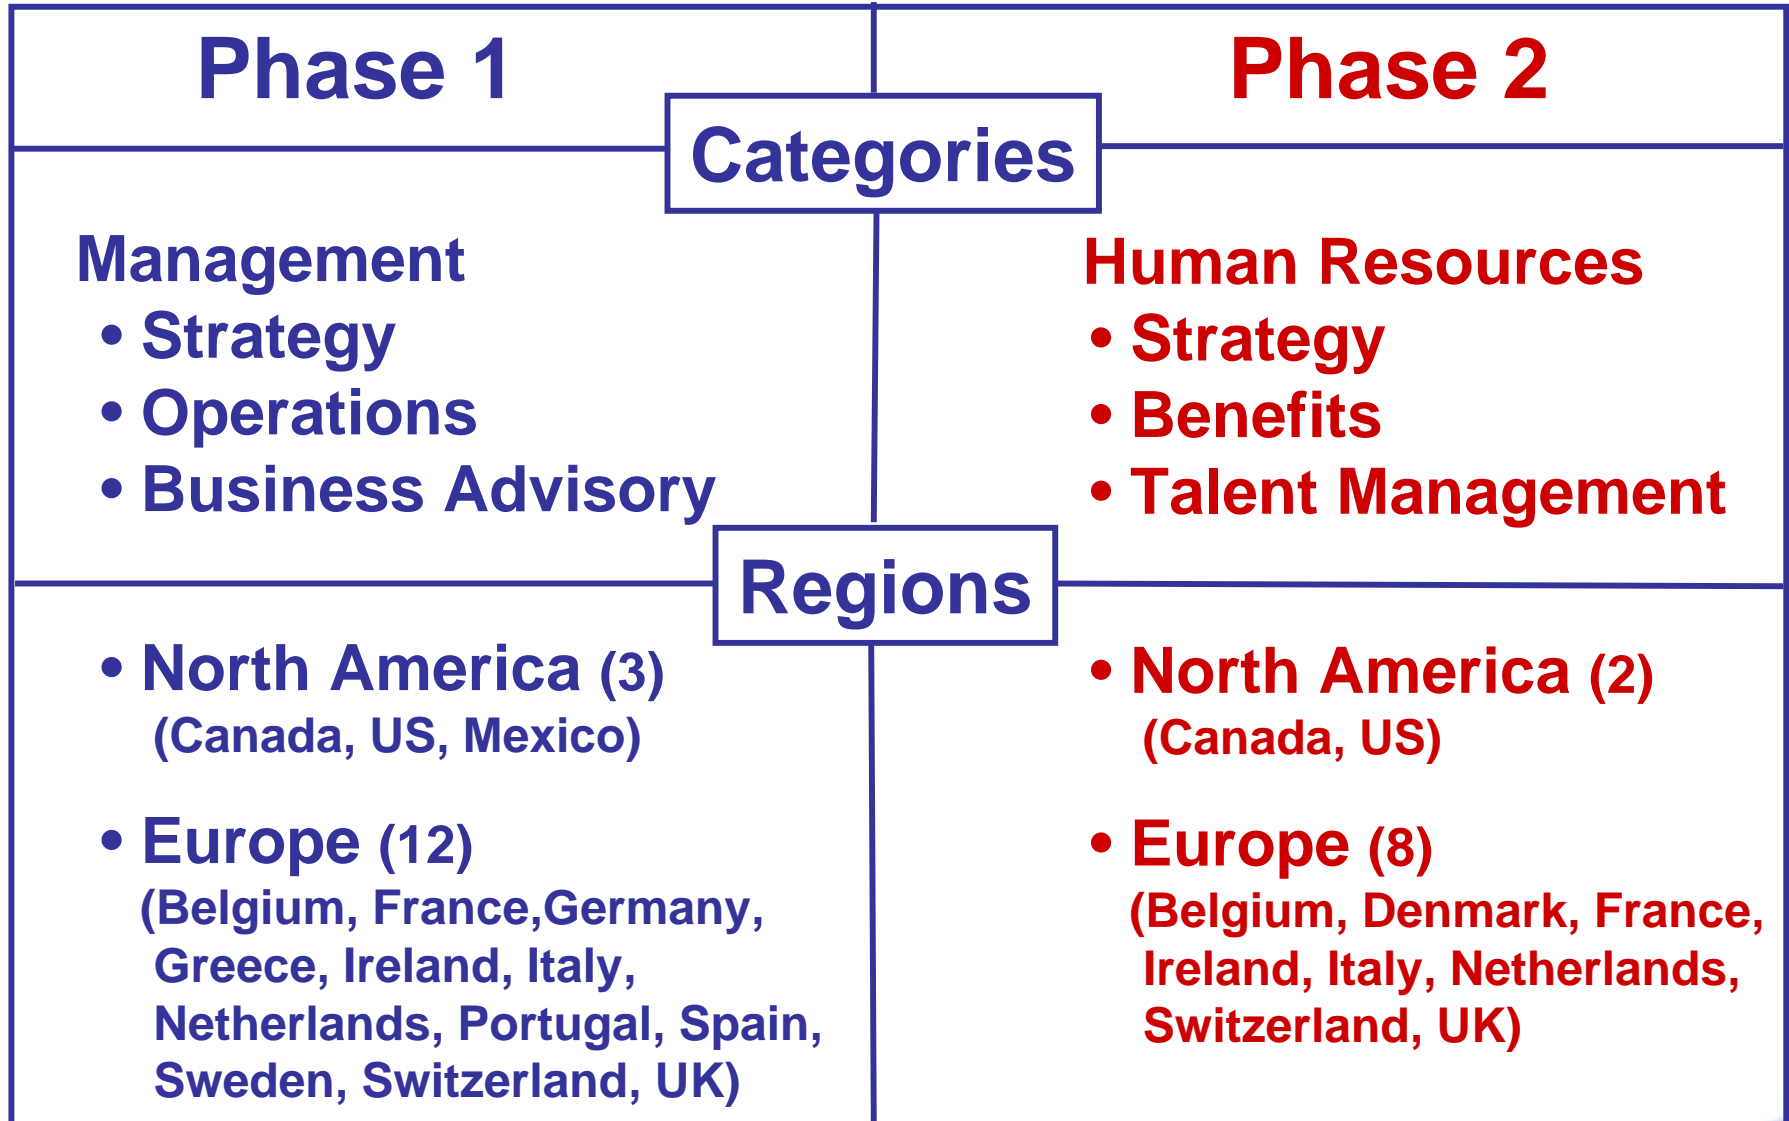 Phase 1
Phase 2
Categories
Management
• Strategy
• Operations
• Business Advisory
Human Resources
• Strategy
• Benefits
• Talent Management
Regions
• North America (3)
(Canada, US, Mexico)
• Europe (12)
(Belgium, France,Germany,
Greece, Ireland, Italy,
Netherlands, Portugal, Spain,
Sweden, Switzerland, UK)
• North America (2)
(Canada, US)
• Europe (8)
(Belgium, Denmark, France,
Ireland, Italy, Netherlands,
Switzerland, UK)